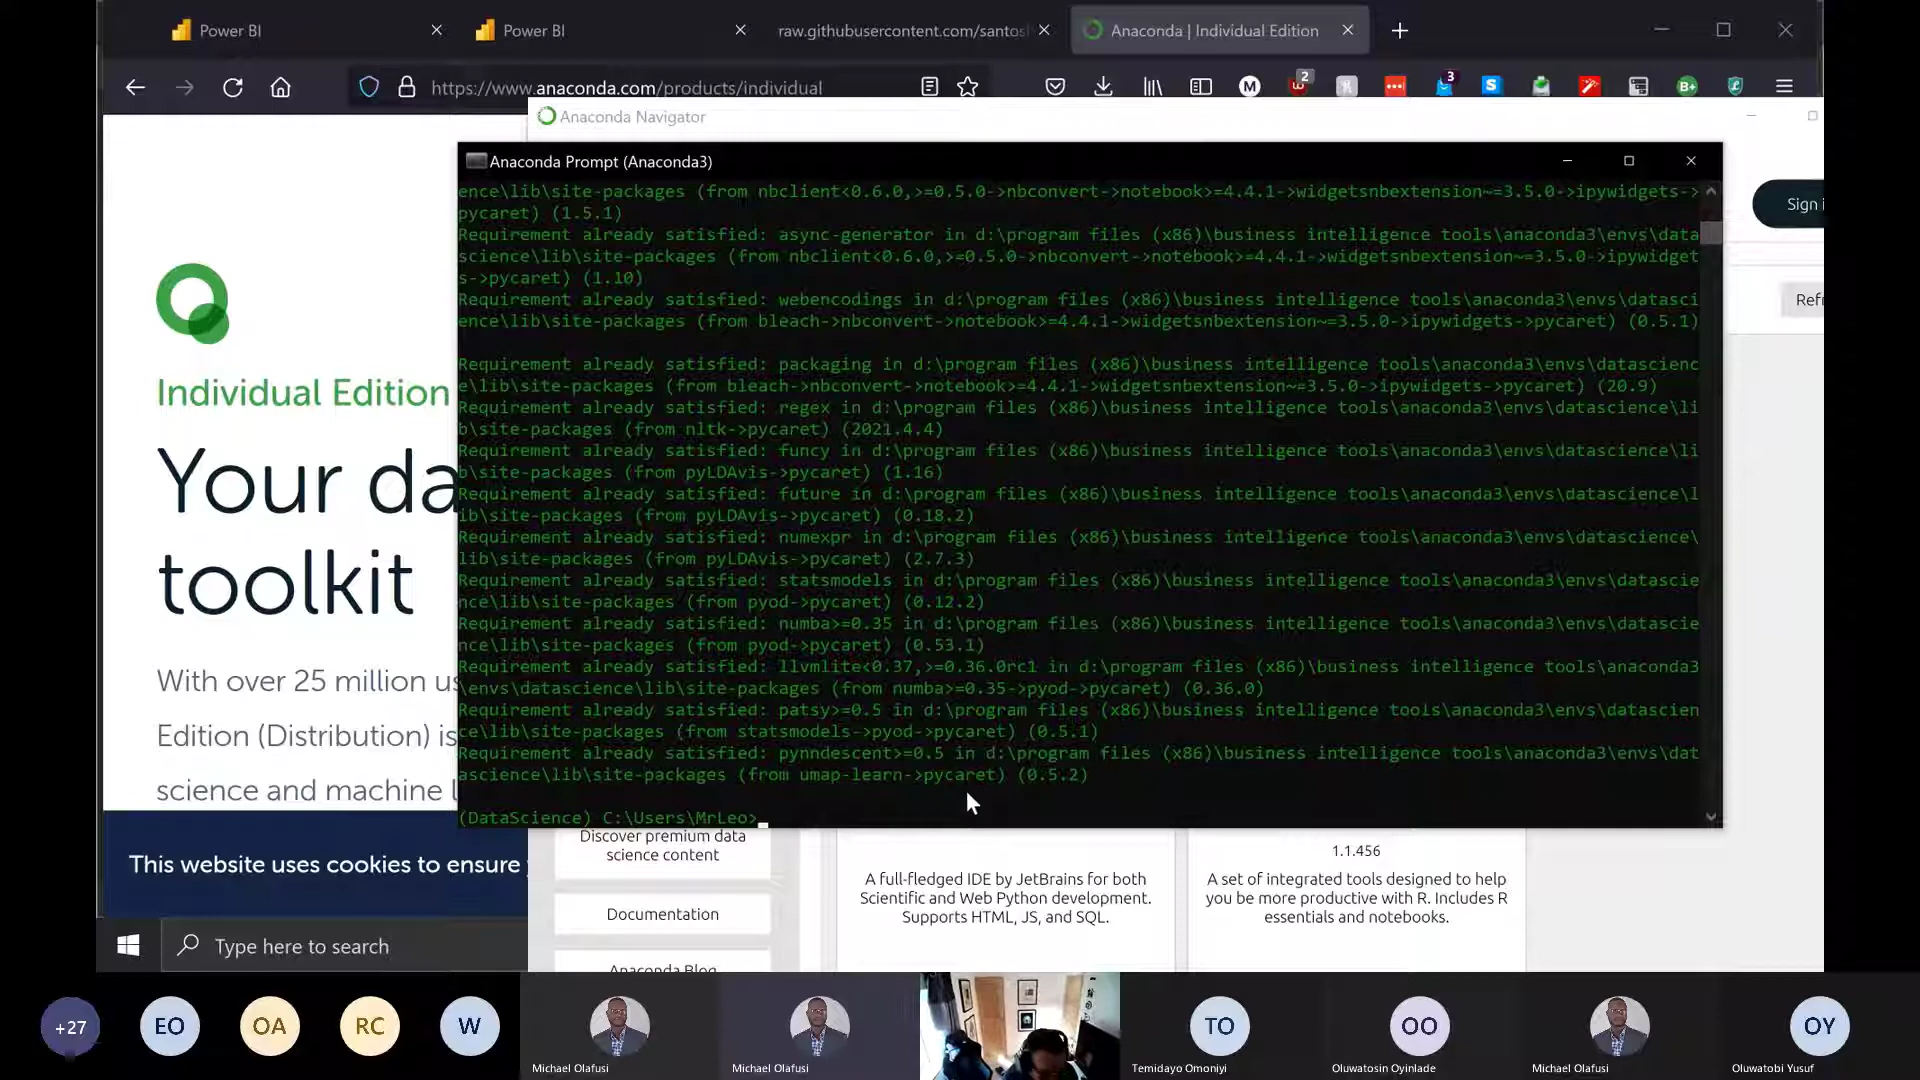 Power BI
Power BI
raw.githubusercontent.com/santosh
Anaconda | Individual Edition
https://www.anaconda.com/products/individual
2
3
Anaconda Navigator
Anaconda Prompt (Anaconda3)
Sign i
Refr
ence\lib\site-packages (from nbclient<0.6.0,>=0.5.0->nbconvert->notebook>=4.4.1->widgetsnbextension~=3.5.0->ipywidgets->
pycaret) (1.5.1)
Requirement already satisfied: async-generator in d:\program files (x86)\business intelligence tools\anaconda3\envs\data
science\lib\site-packages (from nbclient<0.6.0,>=0.5.0->nbconvert->notebook>=4.4.1->widgetsnbextension~=3.5.0->ipywidget
s->pycaret) (1.10)
Requirement already satisfied: webencodings in d:\program files (x86)\business intelligence tools\anaconda3\envs\datasci
ence\lib\site-packages (from bleach->nbconvert->notebook>=4.4.1->widgetsnbextension~=3.5.0->ipywidgets->pycaret) (0.5.1)
Requirement already satisfied: packaging in d:\program files (x86)\business intelligence tools\anaconda3\envs\datascienc
e\lib\site-packages (from bleach->nbconvert->notebook>=4.4.1->widgetsnbextension~=3.5.0->ipywidgets->pycaret) (20.9)
Requirement already satisfied: regex in d:\program files (x86)\business intelligence tools\anaconda3\envs\datascience\li
b\site-packages (from nltk->pycaret) (2021.4.4)
Requirement already satisfied: funcy in d:\program files (x86)\business intelligence tools\anaconda3\envs\datascience\li
b\site-packages (from pyLDAvis->pycaret) (1.16)
Requirement already satisfied: future in d:\program files (x86)\business intelligence tools\anaconda3\envs\datascience\l
ib\site-packages (from pyLDAvis->pycaret) (0.18.2)
Requirement already satisfied: numexpr in d:\program files (x86)\business intelligence tools\anaconda3\envs\datascience\
lib\site-packages (from pyLDAvis->pycaret) (2.7.3)
Requirement already satisfied: statsmodels in d:\program files (x86)\business intelligence tools\anaconda3\envs\datascie
nce\lib\site-packages (from pyod->pycaret) (0.12.2)
Requirement already satisfied: numba>=0.35 in d:\program files (x86)\business intelligence tools\anaconda3\envs\datascie
nce\lib\site-packages (from pyod->pycaret) (0.53.1)
Requirement already satisfied: llvmlite<0.37,>=0.36.0rc1 in d:\program files (x86)\business intelligence tools\anaconda3
\envs\datascience\lib\site-packages (from numba>=0.35->pyod->pycaret) (0.36.0)
Requirement already satisfied: patsy>=0.5 in d:\program files (x86)\business intelligence tools\anaconda3\envs\datascien
ce\lib\site-packages (from statsmodels->pyod->pycaret) (0.5.1)
Requirement already satisfied: pynndescent>=0.5 in d:\program files (x86)\business intelligence tools\anaconda3\envs\dat
ascience\lib\site-packages (from umap-learn->pycaret) (0.5.2)
(DataScience) C:\Users\MrLeo>
Individual Edition
Your da
toolkit
With over 25 million us
Edition (Distribution) is
science and machine l
This website uses cookies to ensure y
Discover premium data
science content
Documentation
Anaconda Blog
A full-fledged IDE by JetBrains for both
Scientific and Web Python development.
Supports HTML, JS, and SQL.
1.1.456
A set of integrated tools designed to help
you be more productive with R. Includes R
essentials and notebooks.
Type here to search
+27
EO
OA
RC
W
TO
OO
OY
Michael Olafusi
Michael Olafusi
Temidayo Omoniyi
Oluwatosin Oyinlade
Michael Olafusi
Oluwatobi Yusuf